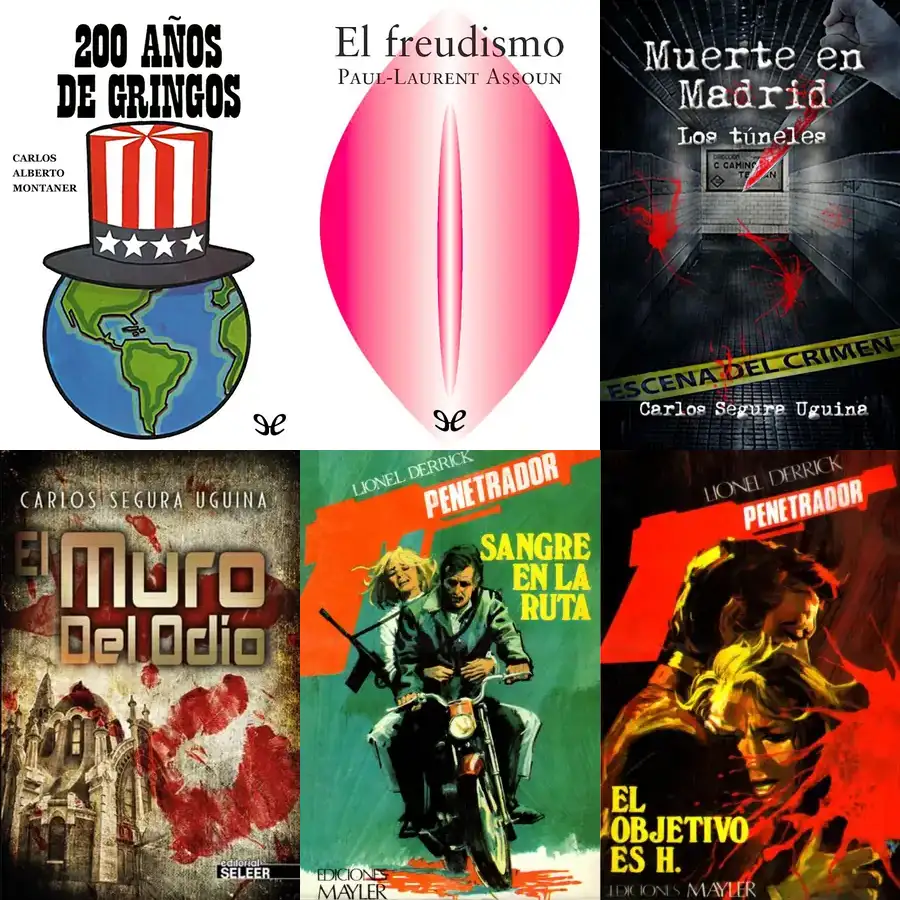 200 AÑOS
DE GRINGOS
CARLOS
ALBERTO
MONTANER
El freudismo
PAUL-LAURENT ASSOUN
Muerte en
Madrid
Los túneles
DIRECCIÓN
ESCENA DEL CRIMEN
Carlos Segura Uguina
CARLOS SEGURA UGUINA
El Muro
Del Odio
editorial
SELEER
LIONEL DERRICK
PENETRADOR
SANGRE
EN LA
RUTA
EDICIONES
MAYLER
LIONEL DERRICK
PENETRADOR
EL
OBJETIVO
ES H.
EDICIONES MAYLER